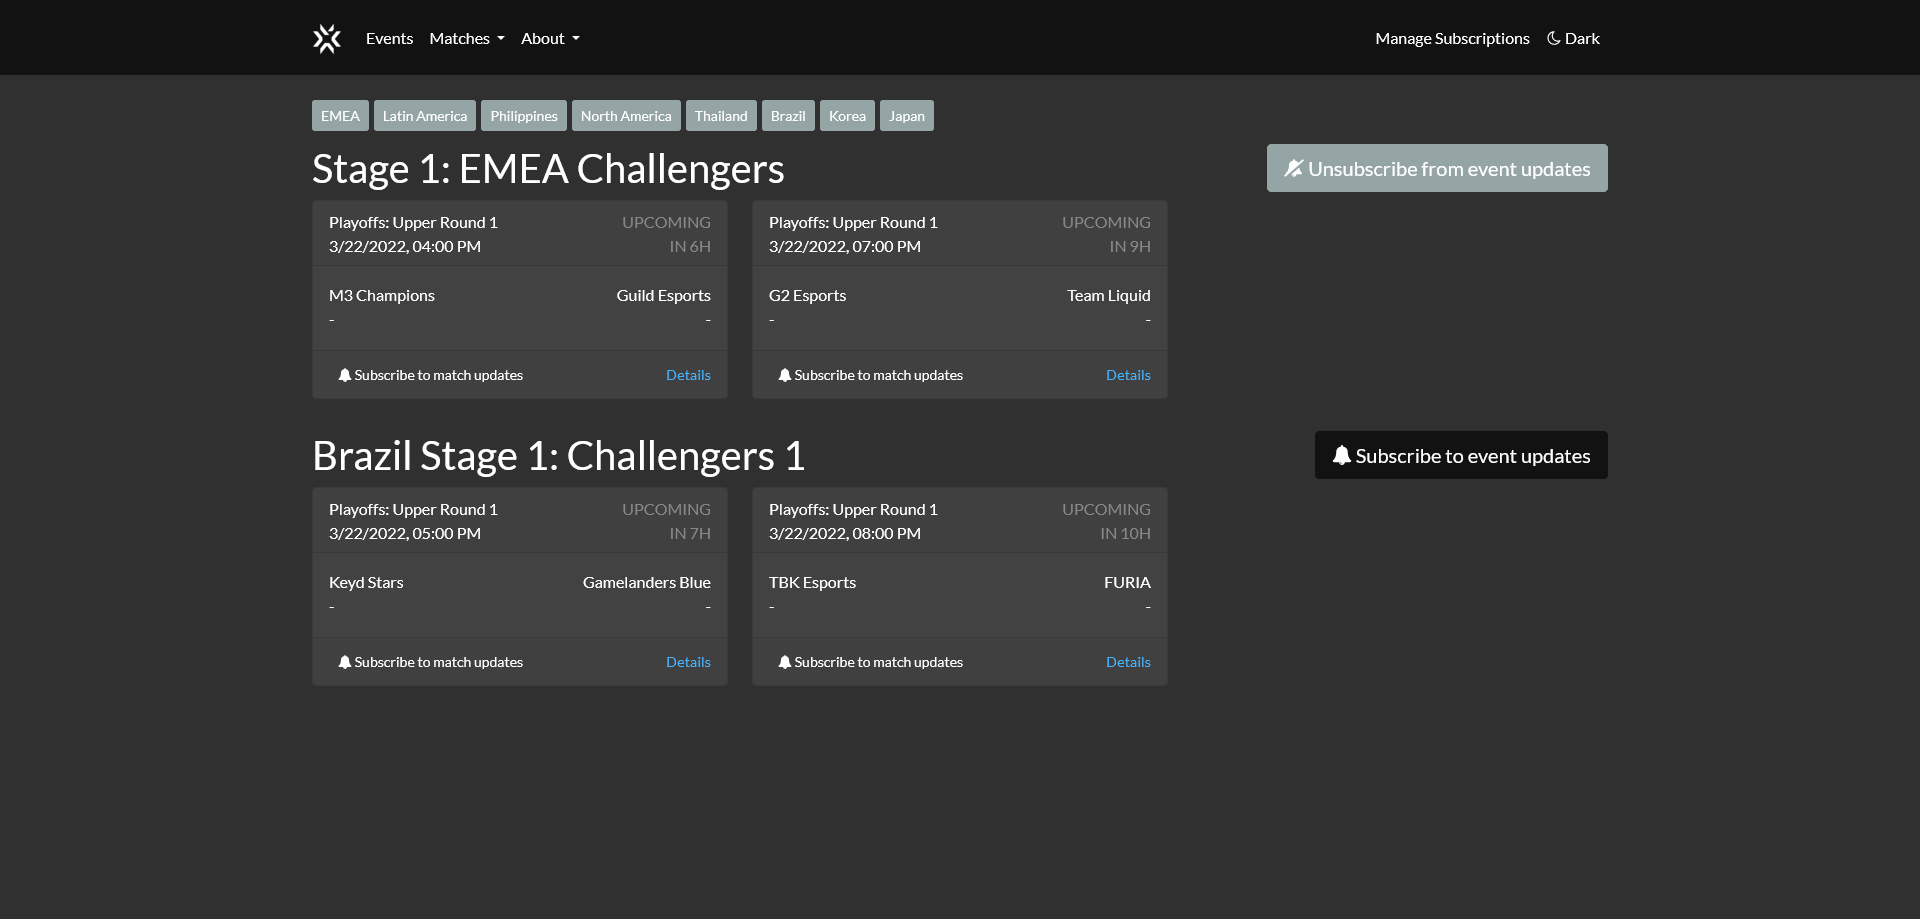 Events Matches About Manage Subscriptions Dark
EMEA Latin America Philippines North America Thailand Brazil Korea Japan
Stage 1: EMEA Challengers
Unsubscribe from event updates
Playoffs: Upper Round 1 UPCOMING
3/22/2022, 04:00 PM IN 6H
M3 Champions Guild Esports
- -
Subscribe to match updates Details
Playoffs: Upper Round 1 UPCOMING
3/22/2022, 07:00 PM IN 9H
G2 Esports Team Liquid
- -
Subscribe to match updates Details
Brazil Stage 1: Challengers 1
Subscribe to event updates
Playoffs: Upper Round 1 UPCOMING
3/22/2022, 05:00 PM IN 7H
Keyd Stars Gamelanders Blue
- -
Subscribe to match updates Details
Playoffs: Upper Round 1 UPCOMING
3/22/2022, 08:00 PM IN 10H
TBK Esports FURIA
- -
Subscribe to match updates Details